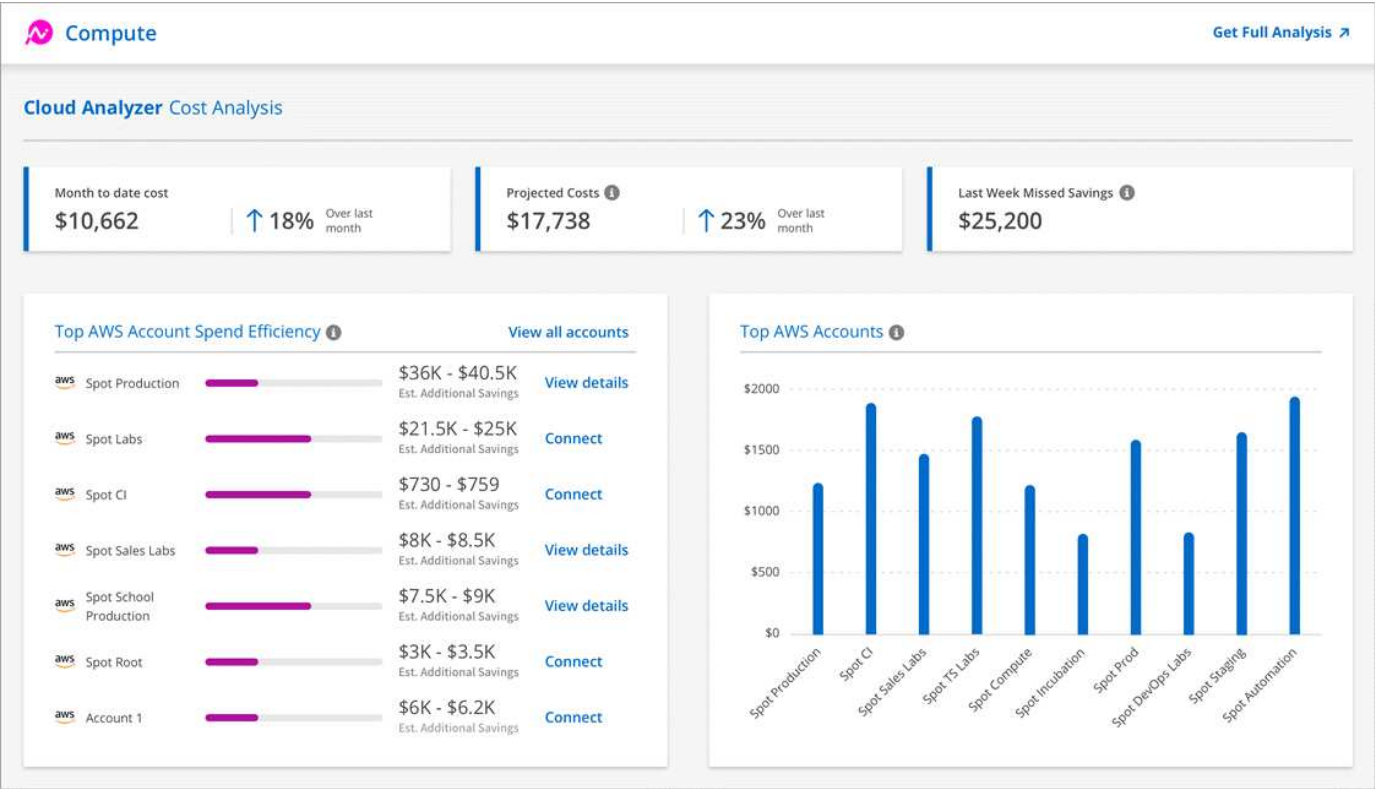 Compute
Get Full Analysis ↗
Cloud Analyzer Cost Analysis
Month to date cost
$10,662
↑ 18% Over last
month
Projected Costs
$17,738
↑ 23% Over last
month
Last Week Missed Savings
$25,200
Top AWS Account Spend Efficiency
View all accounts
aws Spot Production
$36K - $40.5K
Est. Additional Savings
View details
aws Spot Labs
$21.5K - $25K
Est. Additional Savings
Connect
aws Spot CI
$730 - $759
Est. Additional Savings
Connect
aws Spot Sales Labs
$8K - $8.5K
Est. Additional Savings
View details
aws Spot School
Production
$7.5K - $9K
Est. Additional Savings
View details
aws Spot Root
$3K - $3.5K
Est. Additional Savings
Connect
aws Account 1
$6K - $6.2K
Est. Additional Savings
Connect
Top AWS Accounts
$2000
$1500
$1000
$500
$0
Spot Production
Spot CI
Spot Sales Labs
Spot TS Labs
Spot Compute
Spot Incubation
Spot Prod
Spot DevOps Labs
Spot Staging
Spot Automation